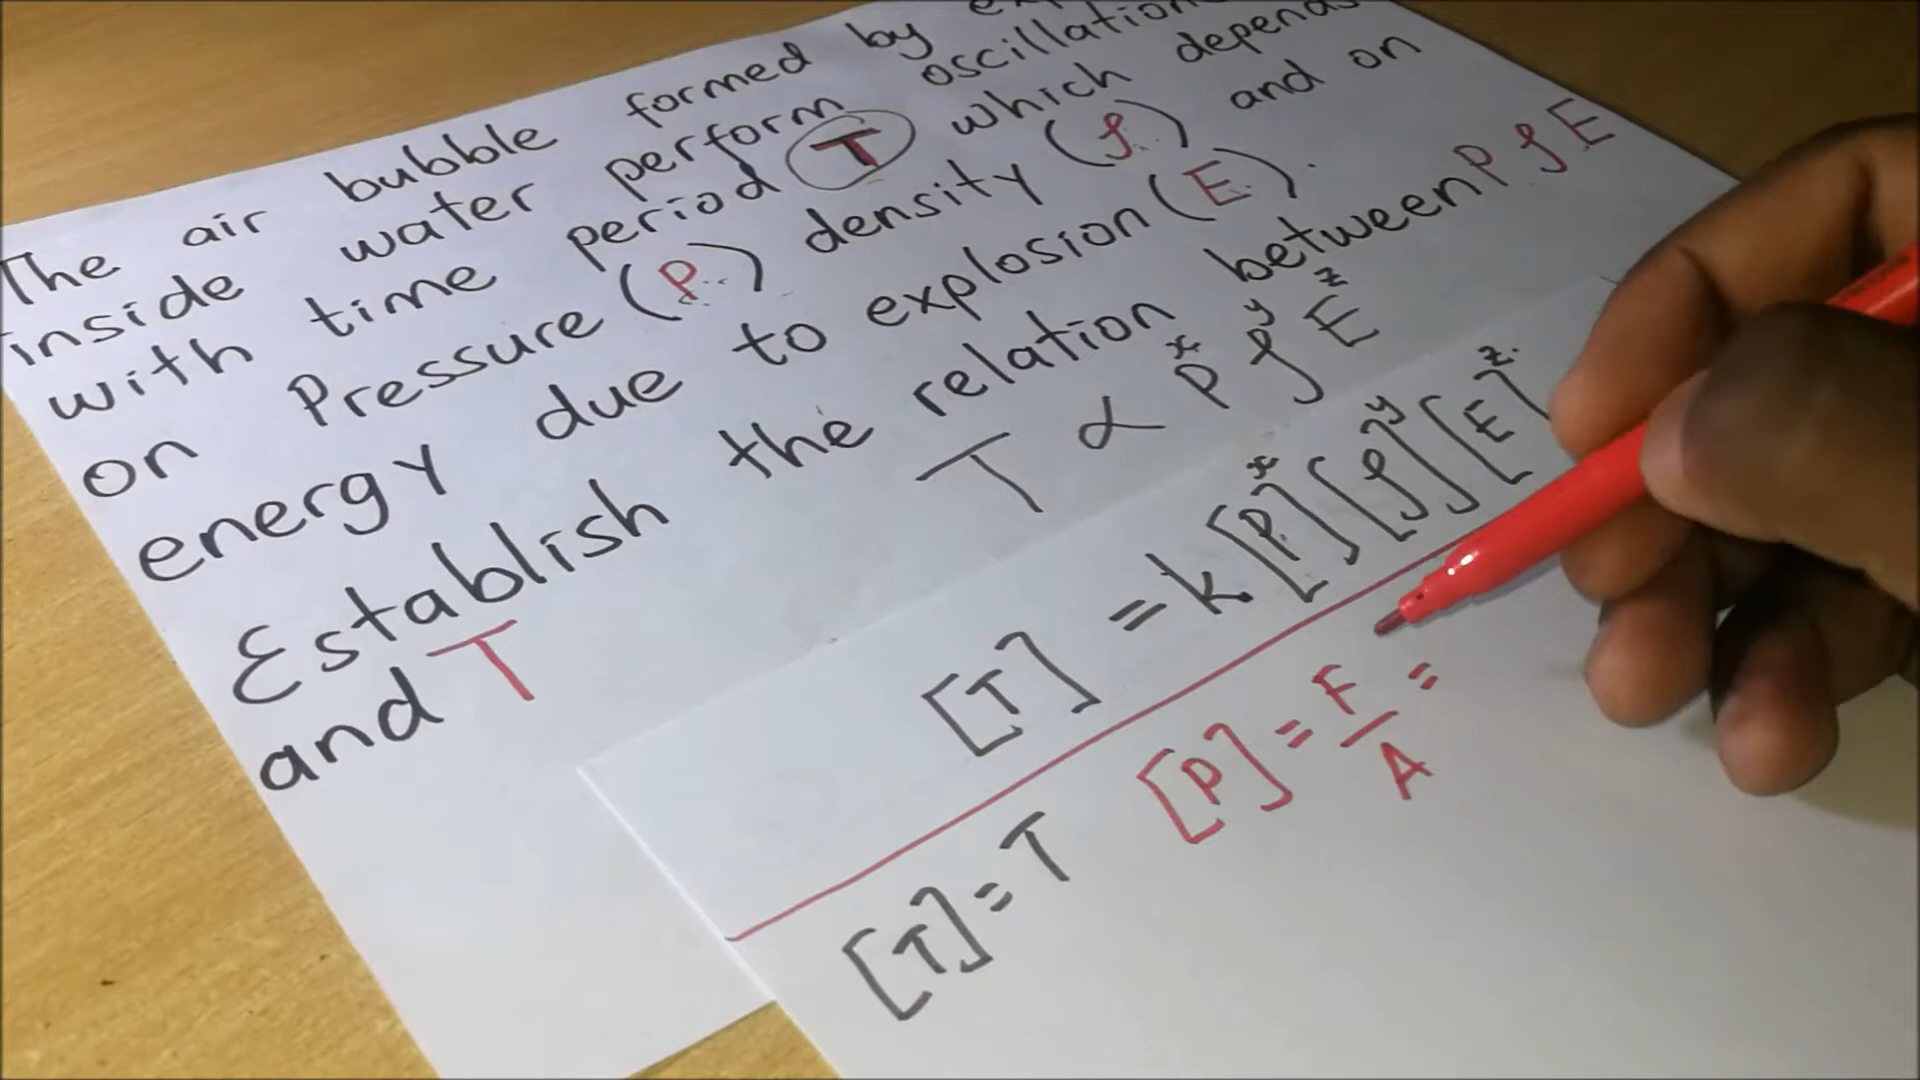 The air bubble formed by
inside water perform oscillation
with time period T which depends
on Pressure (P) density (ρ) and on
energy due to explosion (E).
Establish the relation between P ρ E
and T
T ∝ P^x ρ^y E^z
[T] = k [P]^x [ρ]^y [E]^z
[T] = T [P] = F/A =